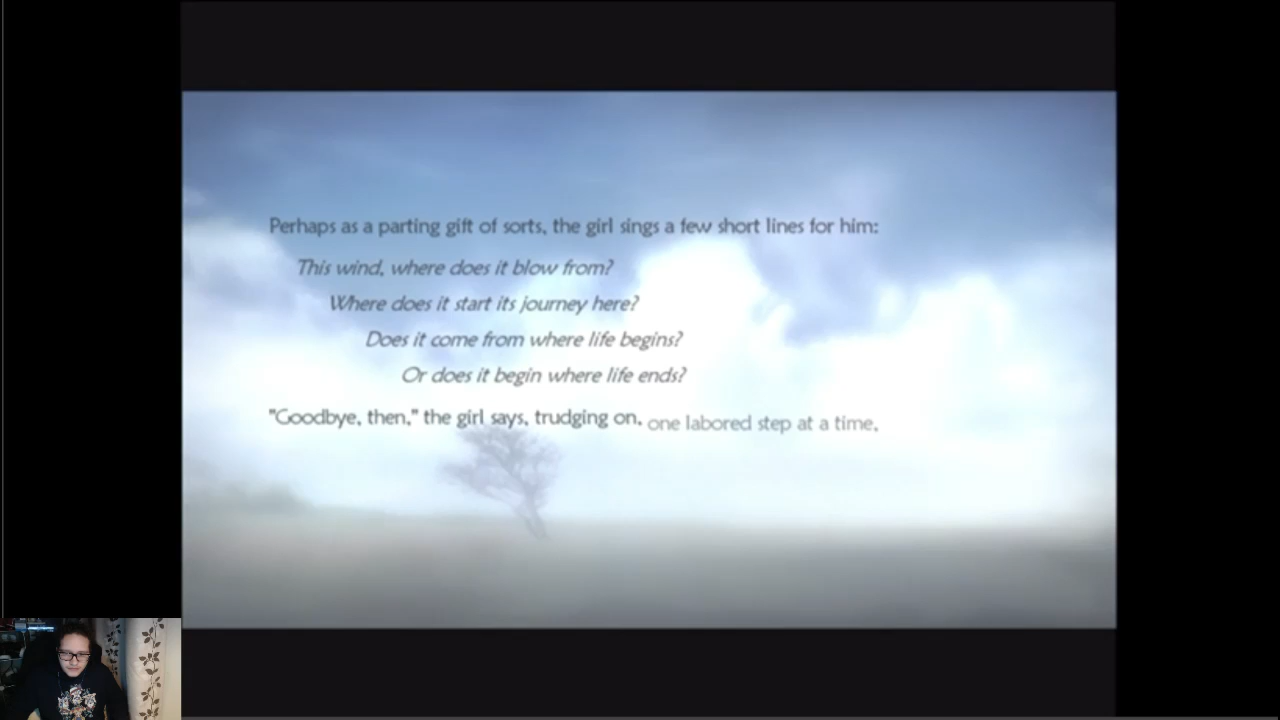 Perhaps as a parting gift of sorts, the girl sings a few short lines for him:
This wind, where does it blow from?
Where does it start its journey here?
Does it come from where life begins?
Or does it begin where life ends?
"Goodbye, then," the girl says, trudging on, one labored step at a time,